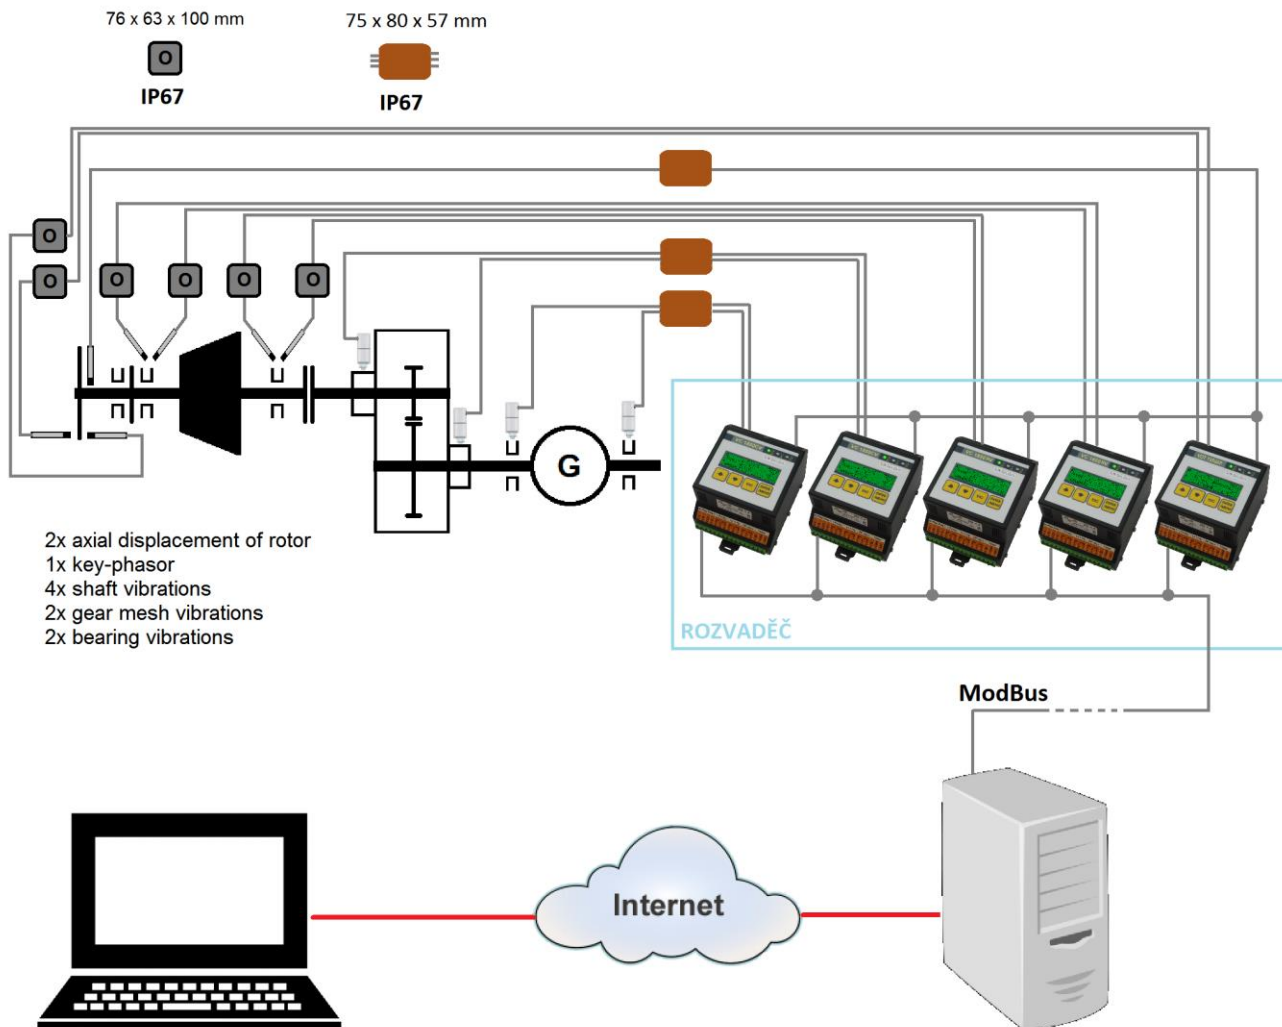 76 x 63 x 100 mm
75 x 80 x 57 mm
O
IP67
IP67
O
O
O
O
O
O
G
2x axial displacement of rotor
1x key-phasor
4x shaft vibrations
2x gear mesh vibrations
2x bearing vibrations
ROZVADĚČ
ModBus
Internet